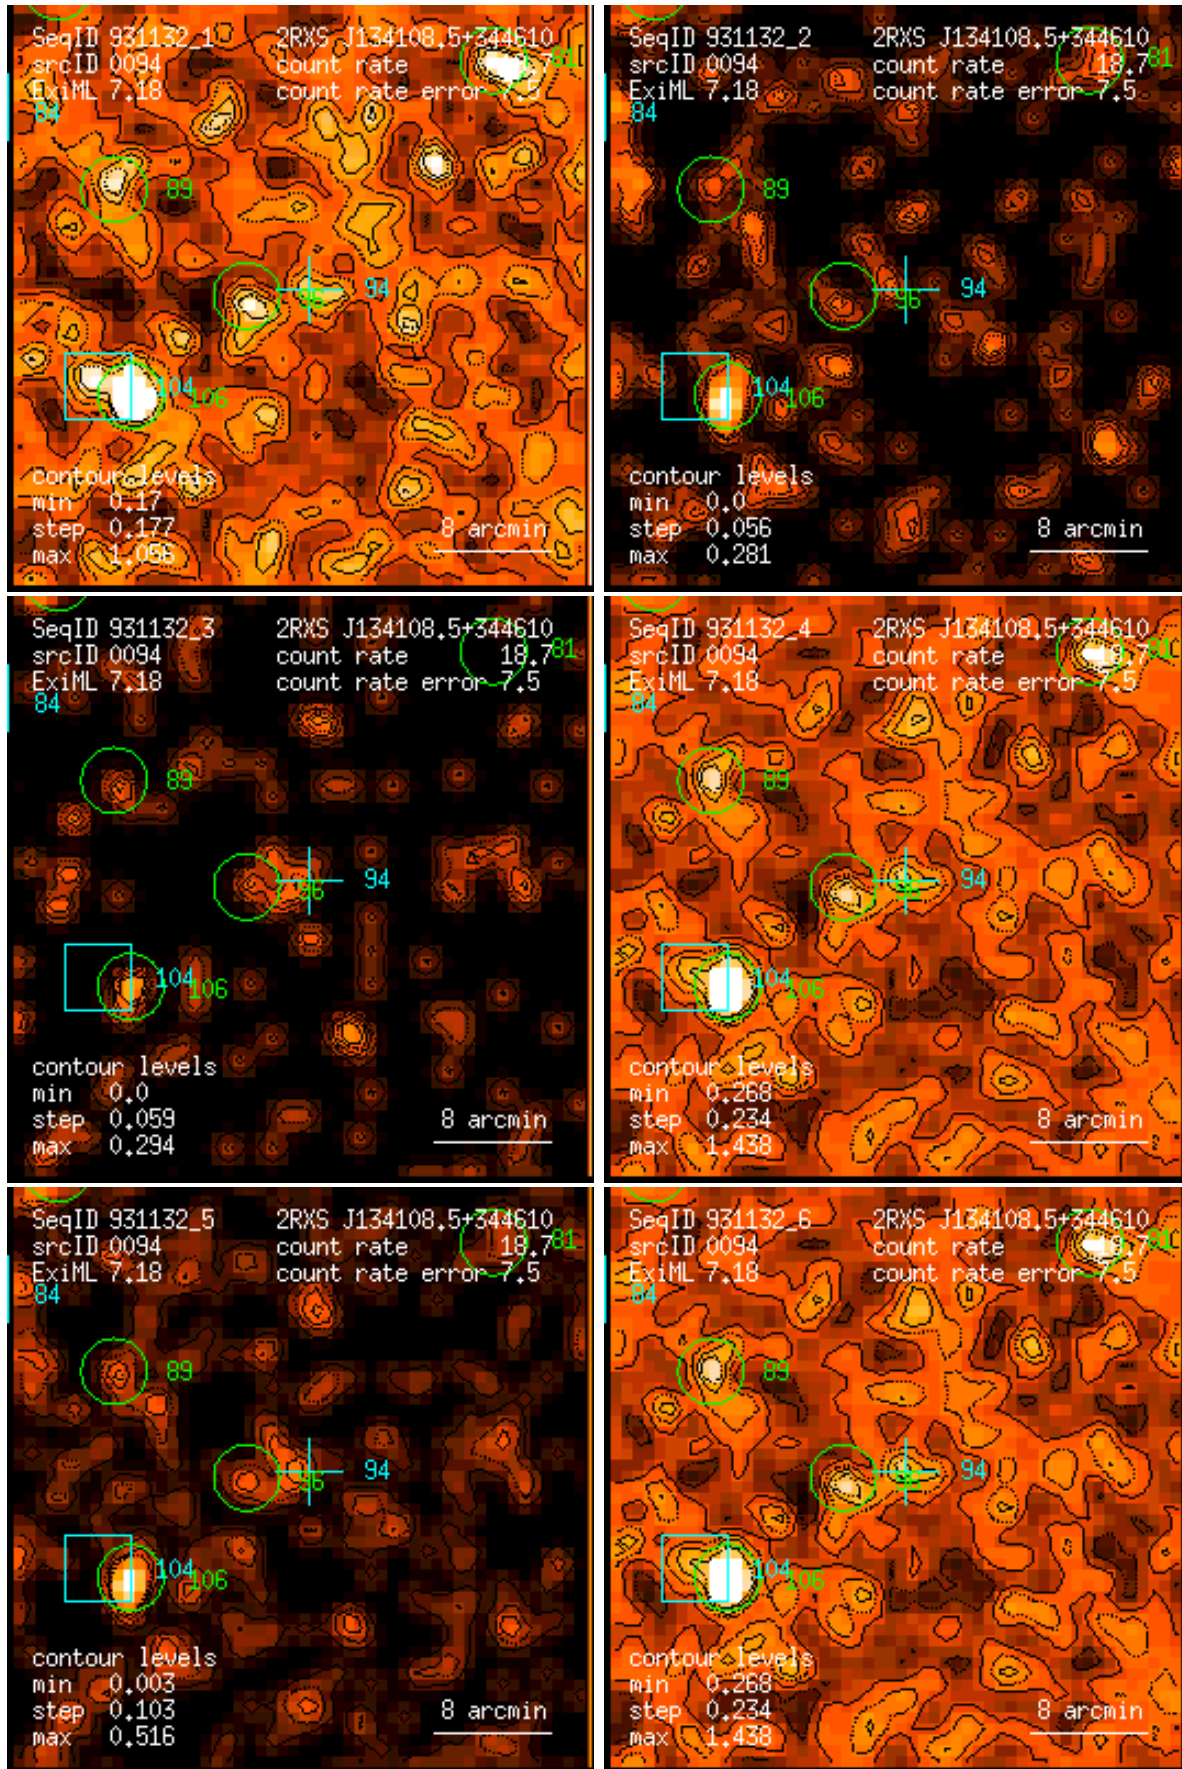 SeqID 931132_1 2RXS J134108.5+344610
srcID 0094 count rate 18.7 81
ExiML 7.18 count rate error 7.5
84
89
96 94
104 106
contour levels
min 0.17
step 0.177 8 arcmin
max 1.056
SeqID 931132_2 2RXS J134108.5+344610
srcID 0094 count rate 18.7 81
ExiML 7.18 count rate error 7.5
84
89
96 94
104 106
contour levels
min 0.0
step 0.056 8 arcmin
max 0.281
SeqID 931132_3 2RXS J134108.5+344610
srcID 0094 count rate 18.7 81
ExiML 7.18 count rate error 7.5
84
89
96 94
104 106
contour levels
min 0.0
step 0.059 8 arcmin
max 0.294
SeqID 931132_4 2RXS J134108.5+344610
srcID 0094 count rate 18.7 81
ExiML 7.18 count rate error 7.5
84
89
96 94
104 106
contour levels
min 0.268
step 0.234 8 arcmin
max 1.438
SeqID 931132_5 2RXS J134108.5+344610
srcID 0094 count rate 18.7 81
ExiML 7.18 count rate error 7.5
84
89
96 94
104 106
contour levels
min 0.003
step 0.103 8 arcmin
max 0.516
SeqID 931132_6 2RXS J134108.5+344610
srcID 0094 count rate 18.7 81
ExiML 7.18 count rate error 7.5
84
89
96 94
104 106
contour levels
min 0.268
step 0.234 8 arcmin
max 1.438